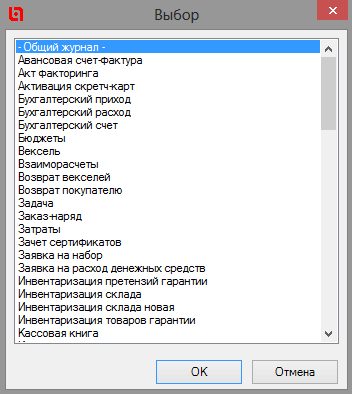 Выбор
- Общий журнал -
Авансовая счет-фактура
Акт факторинга
Активация скретч-карт
Бухгалтерский приход
Бухгалтерский расход
Бухгалтерский счет
Бюджеты
Вексель
Взаиморасчеты
Возврат векселей
Возврат покупателю
Задача
Заказ-наряд
Затраты
Зачет сертификатов
Заявка на набор
Заявка на расход денежных средств
Инвентаризация претензий гарантии
Инвентаризация склада
Инвентаризация склада новая
Инвентаризация товаров гарантии
Кассовая книга
OK
Отмена